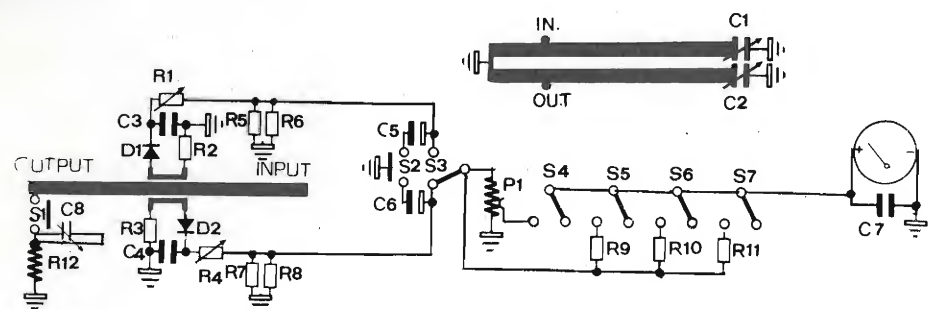 IN.
C1
OUT
C2
R1
C3
R5
R6
D1
R2
C5
S2
S3
OUTPUT
INPUT
S1
C8
R3
D2
C6
P1
S4
S5
S6
S7
+
-
C7
R12
C4
R4
R7
R8
R9
R10
R11